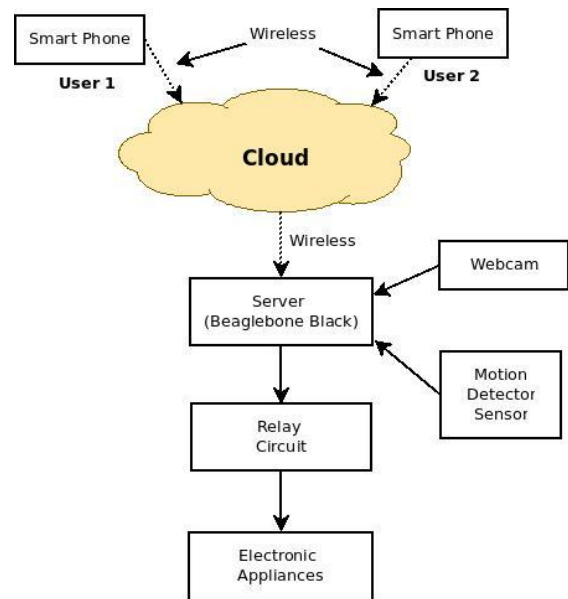 Smart Phone
Wireless
Smart Phone
User 1
User 2
Cloud
Wireless
Webcam
Server
(Beaglebone Black)
Motion
Detector
Sensor
Relay
Circuit
Electronic
Appliances